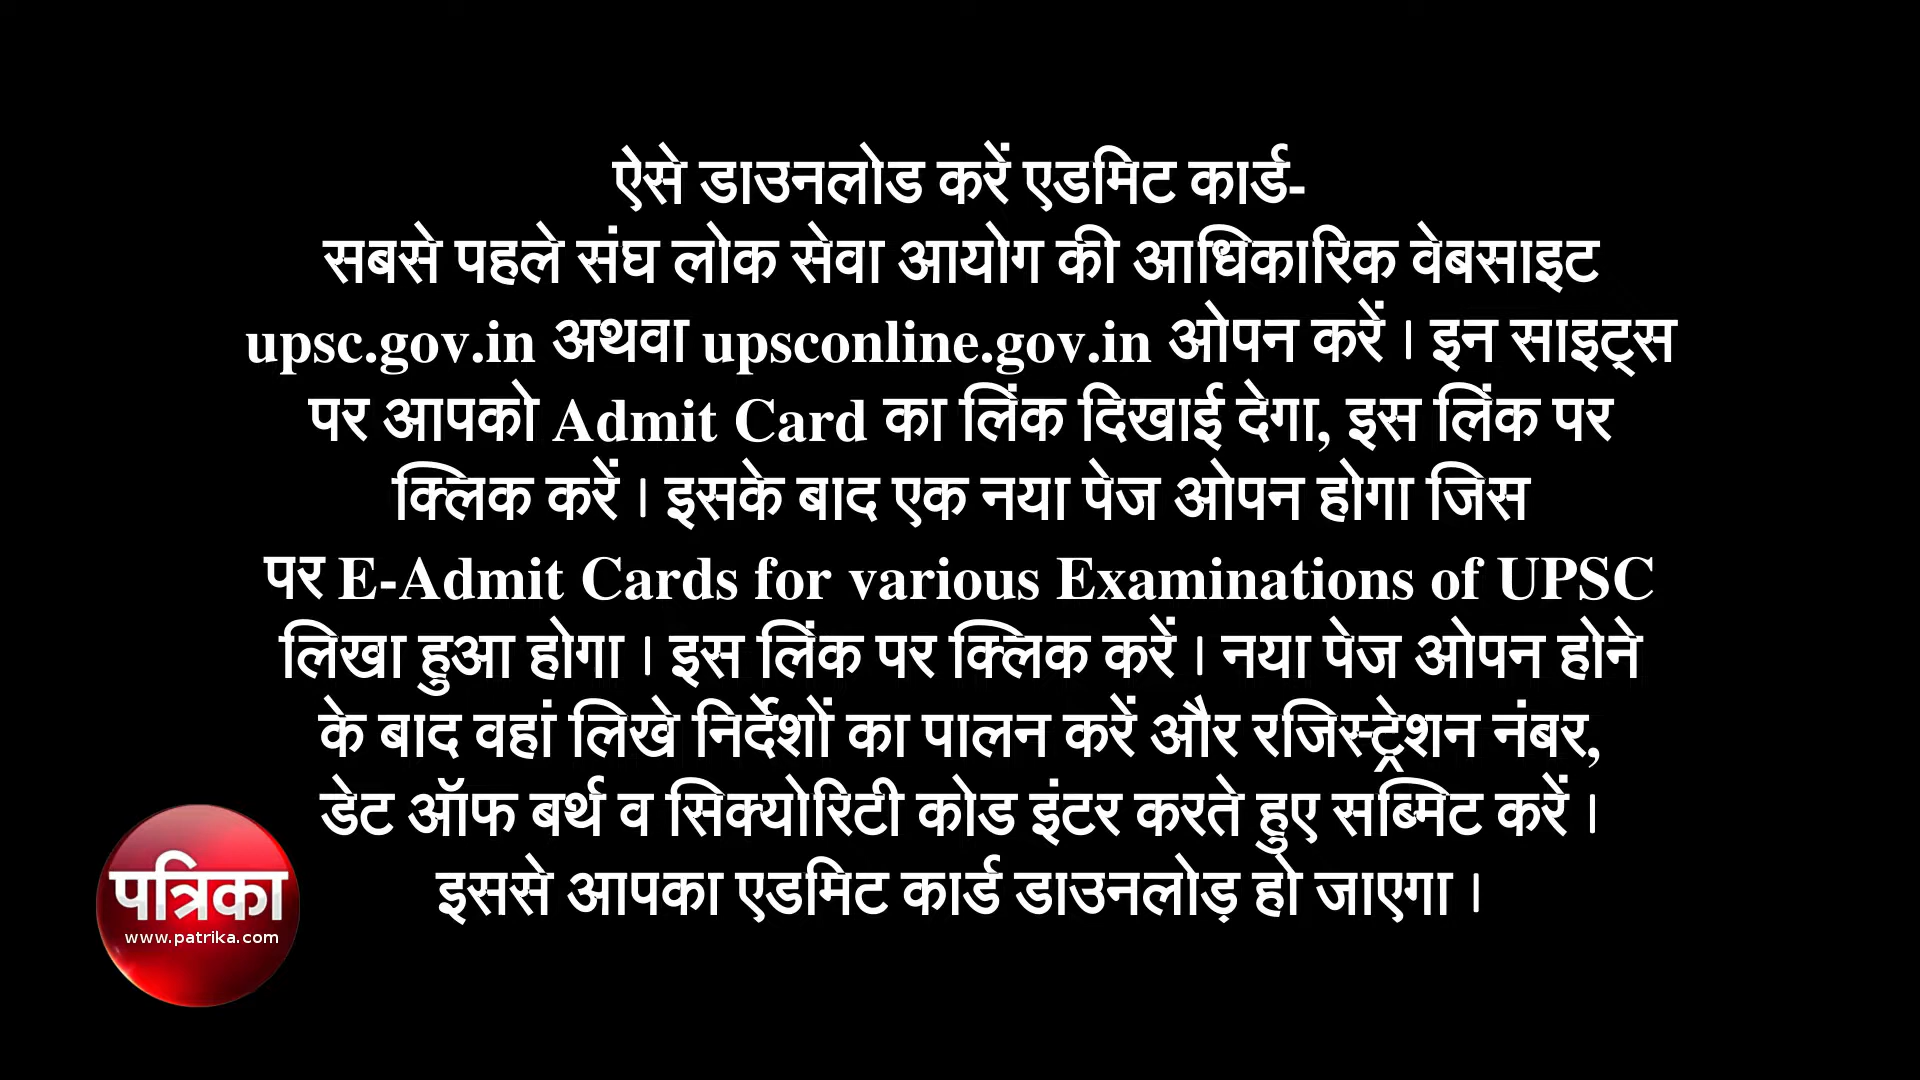 ऐसे डाउनलोड करें एडमिट कार्ड-
सबसे पहले संघ लोक सेवा आयोग की आधिकारिक वेबसाइट
upsc.gov.in अथवा upsconline.gov.in ओपन करें। इन साइट्स
पर आपको Admit Card का लिंक दिखाई देगा, इस लिंक पर
क्लिक करें। इसके बाद एक नया पेज ओपन होगा जिस
पर E-Admit Cards for various Examinations of UPSC
लिखा हुआ होगा। इस लिंक पर क्लिक करें। नया पेज ओपन होने
के बाद वहां लिखे निर्देशों का पालन करें और रजिस्ट्रेशन नंबर,
डेट ऑफ बर्थ व सिक्योरिटी कोड इंटर करते हुए सब्मिट करें।
इससे आपका एडमिट कार्ड डाउनलोड़ हो जाएगा।
पत्रिका
www.patrika.com